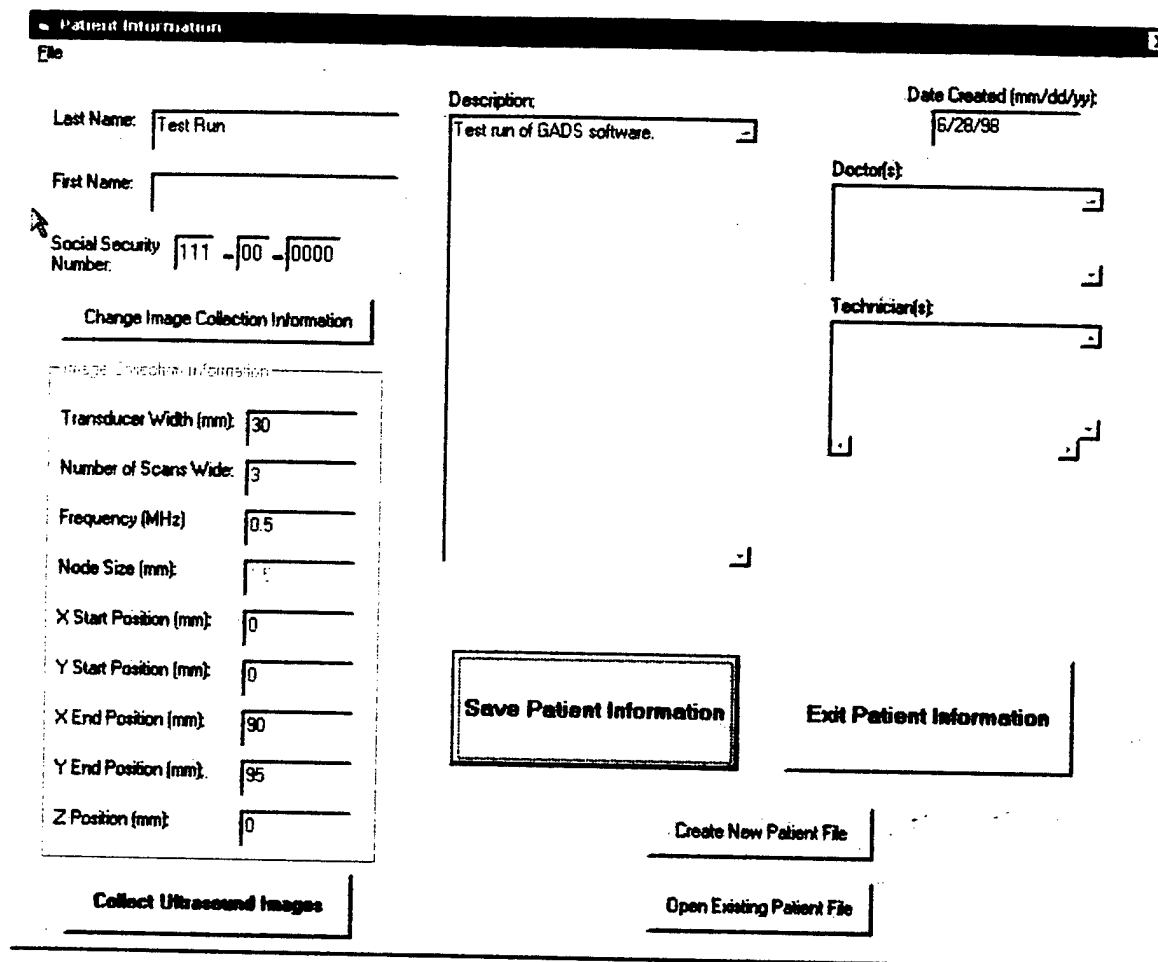 Patient Information
File
Last Name: Test Run
First Name:
Social Security
Number: 111 - 00 - 0000
Change Image Collection Information
Image Collection Information
Transducer Width (mm): 30
Number of Scans Wide: 3
Frequency (MHz) 0.5
Node Size (mm):
X Start Position (mm): 0
Y Start Position (mm): 0
X End Position (mm): 90
Y End Position (mm): 95
Z Position (mm): 0
Collect Ultrasound Images
Description:
Test run of GADS software.
Date Created (mm/dd/yy):
6/28/98
Doctor(s):
Technician(s):
Save Patient Information
Exit Patient Information
Create New Patient File
Open Existing Patient File